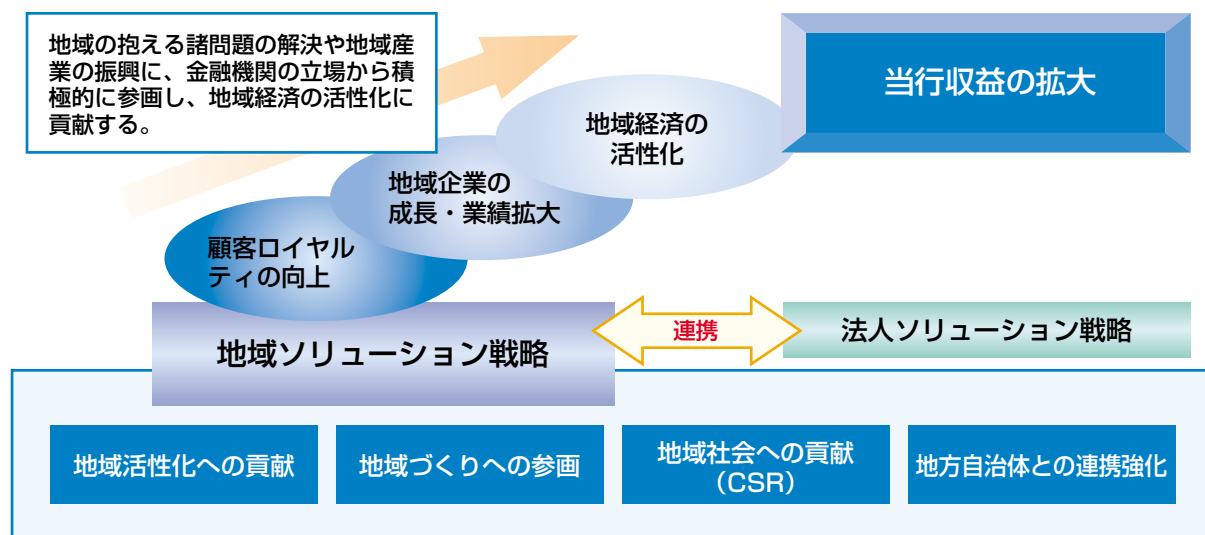 地域の抱える諸問題の解決や地域産
業の振興に、金融機関の立場から積
極的に参画し、地域経済の活性化に
貢献する。
当行収益の拡大
地域経済の
活性化
地域企業の
成長・業績拡大
顧客ロイヤル
ティの向上
地域ソリューション戦略
連携
法人ソリューション戦略
地域活性化への貢献
地域づくりへの参画
地域社会への貢献
（CSR）
地方自治体との連携強化